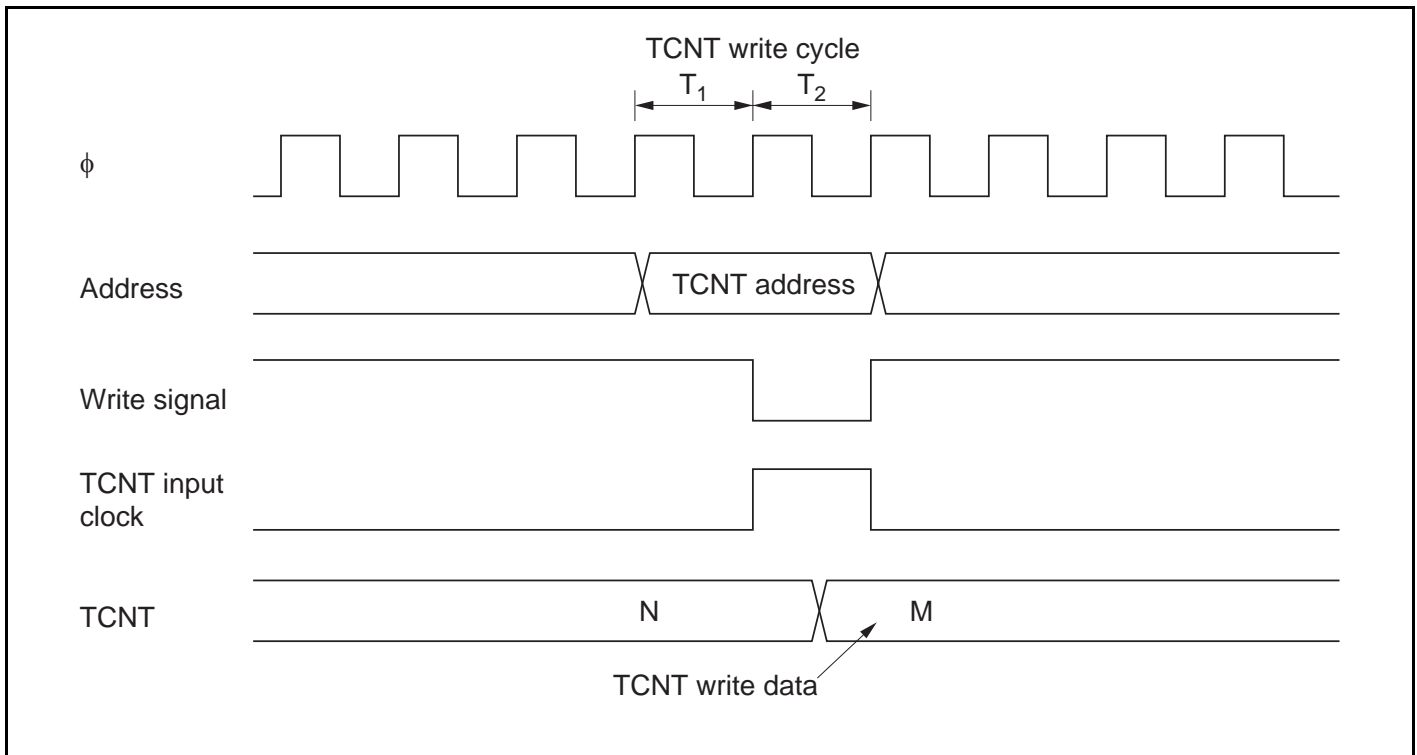 TCNT write cycle
T₁ T₂
ϕ
Address
TCNT address
Write signal
TCNT input
clock
TCNT
N
M
TCNT write data